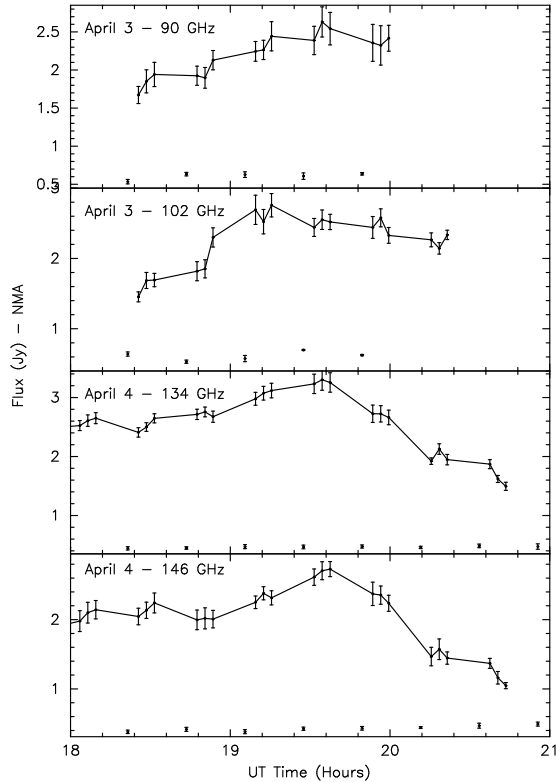 April 3 – 90 GHz
2.5
2
1.5
1
0.5
April 3 – 102 GHz
3
2
1
April 4 – 134 GHz
3
2
1
April 4 – 146 GHz
2
1
Flux (Jy) – NMA
18
19
20
21
UT Time (Hours)